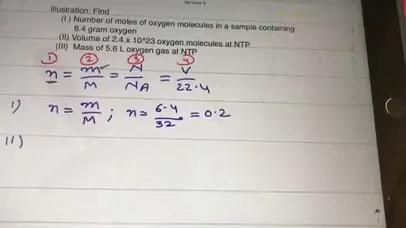 Illustration: Find
(I) Number of moles of oxygen molecules in a sample containing
6.4 gram oxygen
(II) Volume of 2.4 x 10^23 oxygen molecules at NTP
(III) Mass of 5.6 L oxygen gas at NTP
① ② ③ ④
n = m/M = N/NA = V/22.4
i) n = m/M ; n = 6.4/32 = 0.2
ii)